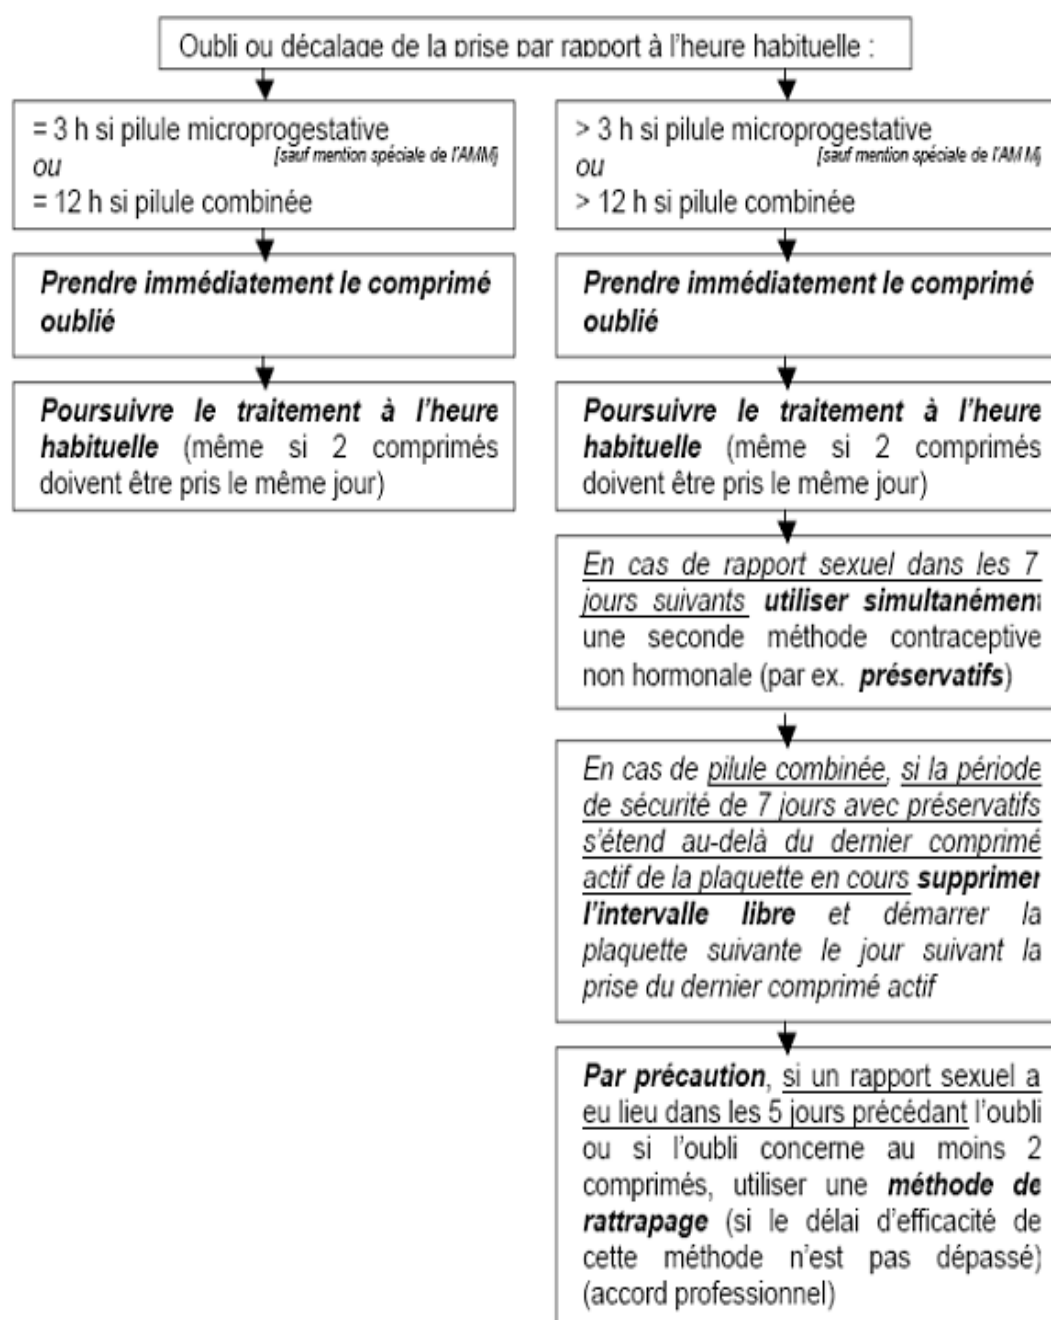 Oubli ou décalage de la prise par rapport à l'heure habituelle :
= 3 h si pilule microprogestative
[sauf mention spéciale de l'AMM]
ou
= 12 h si pilule combinée
Prendre immédiatement le comprimé
oublié
Poursuivre le traitement à l'heure
habituelle (même si 2 comprimés
doivent être pris le même jour)
> 3 h si pilule microprogestative
[sauf mention spéciale de l'AMM]
ou
> 12 h si pilule combinée
Prendre immédiatement le comprimé
oublié
Poursuivre le traitement à l'heure
habituelle (même si 2 comprimés
doivent être pris le même jour)
En cas de rapport sexuel dans les 7
jours suivants utiliser simultanément
une seconde méthode contraceptive
non hormonale (par ex. préservatifs)
En cas de pilule combinée, si la période
de sécurité de 7 jours avec préservatifs
s'étend au-delà du dernier comprimé
actif de la plaquette en cours supprimer
l'intervalle libre et démarrer la
plaquette suivante le jour suivant la
prise du dernier comprimé actif
Par précaution, si un rapport sexuel a
eu lieu dans les 5 jours précédant l'oubli
ou si l'oubli concerne au moins 2
comprimés, utiliser une méthode de
rattrapage (si le délai d'efficacité de
cette méthode n'est pas dépassé)
(accord professionnel)